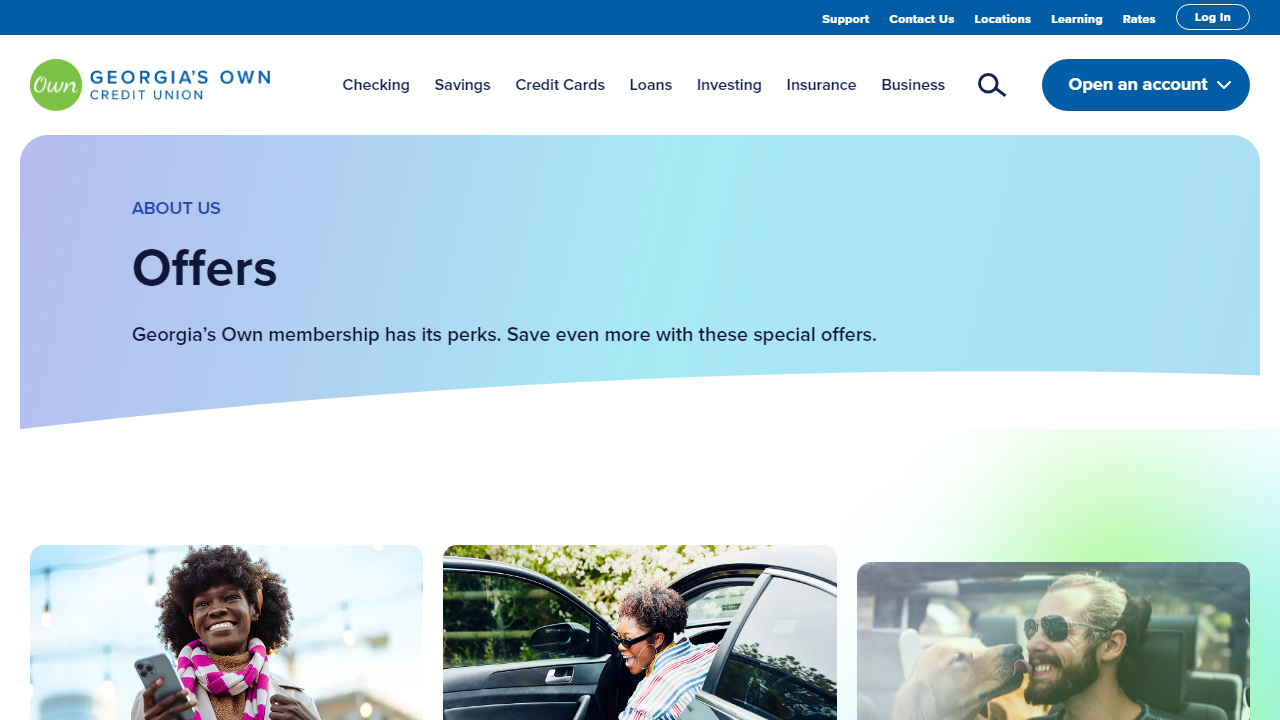 Support Contact Us Locations Learning Rates Log In
Own GEORGIA'S OWN
CREDIT UNION
Checking Savings Credit Cards Loans Investing Insurance Business Open an account
ABOUT US
Offers
Georgia’s Own membership has its perks. Save even more with these special offers.